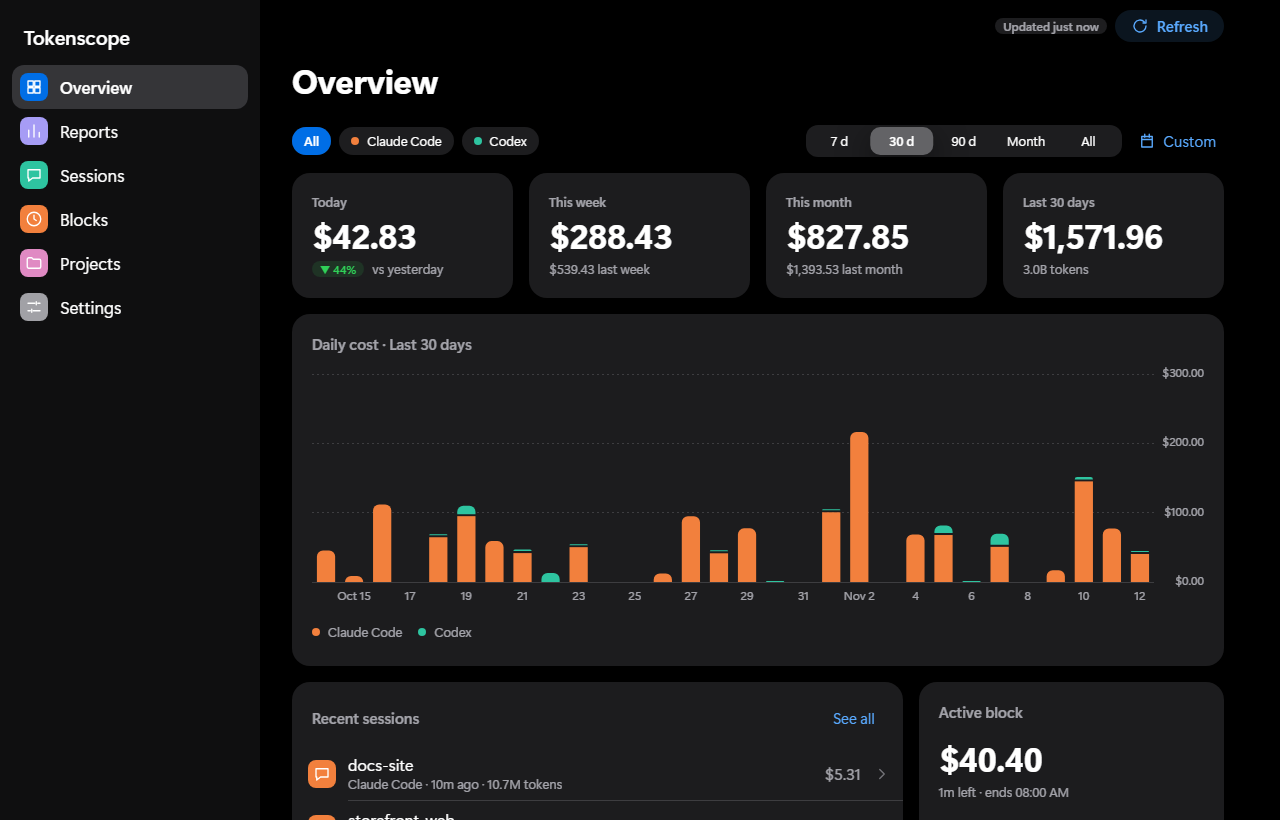 Tokenscope
Overview
Reports
Sessions
Blocks
Projects
Settings
Updated just now
Refresh
Overview
All
Claude Code
Codex
7 d
30 d
90 d
Month
All
Custom
Today
$42.83
▼ 44% vs yesterday
This week
$288.43
$539.43 last week
This month
$827.85
$1,393.53 last month
Last 30 days
$1,571.96
3.0B tokens
Daily cost · Last 30 days
$300.00
$200.00
$100.00
$0.00
Oct 15 17 19 21 23 25 27 29 31 Nov 2 4 6 8 10 12
Claude Code
Codex
Recent sessions
See all
docs-site
Claude Code · 10m ago · 10.7M tokens
$5.31
storefront-web
Active block
$40.40
1m left · ends 08:00 AM